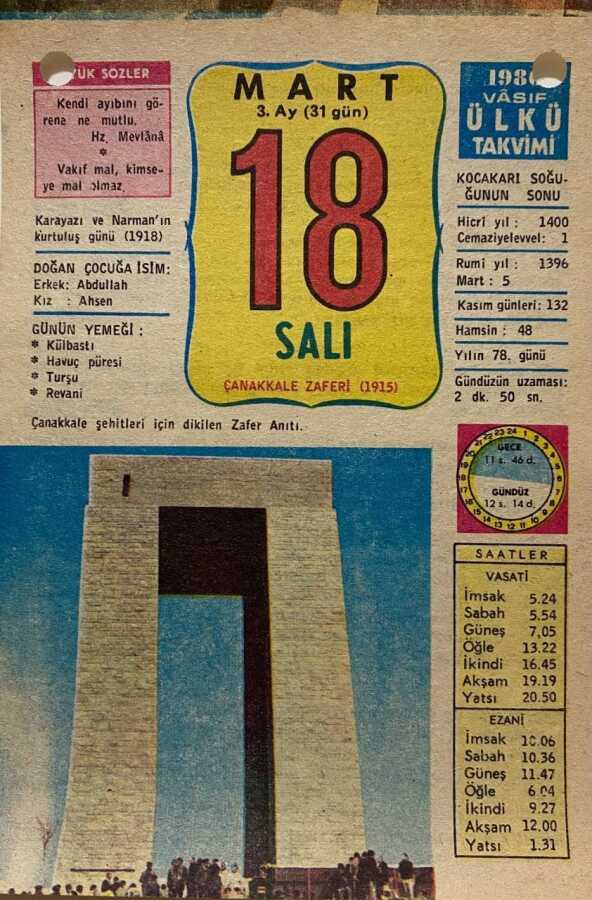 YÜK SÖZLER
Kendi ayıbını gö-
rene ne mutlu.
Hz. Mevlânâ
*
Vakıf mal, kimse-
ye mal olmaz.
Karayazı ve Narman'ın
kurtuluş günü (1918)
DOĞAN ÇOCUĞA İSİM:
Erkek: Abdullah
Kız : Ahsen
GÜNÜN YEMEĞİ :
* Külbastı
* Havuç püresi
* Turşu
* Revani
MART
3. Ay (31 gün)
18
SALI
ÇANAKKALE ZAFERİ (1915)
1980
VÂSIF
ÜLKÜ
TAKVİMİ
KOCAKARI SOĞU-
ĞUNUN SONU
Hicrî yıl : 1400
Cemaziyelevvel: 1
Rumi yıl : 1396
Mart : 5
Kasım günleri: 132
Hamsin : 48
Yılın 78. günü
Gündüzün uzaması:
2 dk. 50 sn.
Çanakkale şehitleri için dikilen Zafer Anıtı.
GECE
11 s. 46 d.
GÜNDÜZ
12 s. 14 d.
SAATLER
VASATİ
İmsak 5.24
Sabah 5.54
Güneş 7.05
Öğle 13.22
İkindi 16.45
Akşam 19.19
Yatsı 20.50
EZANİ
İmsak 10.06
Sabah 10.36
Güneş 11.47
Öğle 6.04
İkindi 9.27
Akşam 12.00
Yatsı 1.31